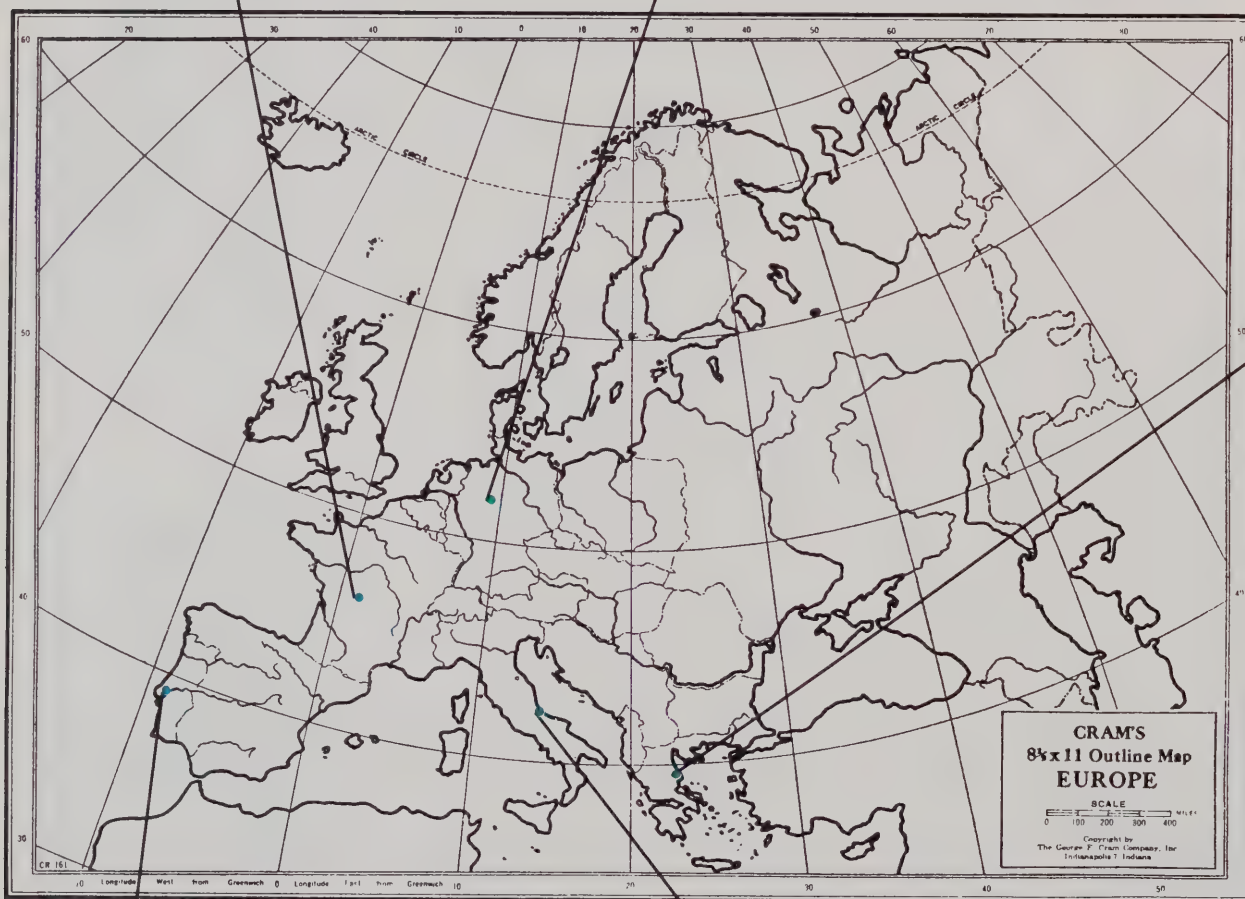 70 30 40 10 0 10 20 30 40 50 60 70 80
60 60
ARCTIC CIRCLE
ARCTIC CIRCLE
50 50
40
30
CRAM'S
8½x11 Outline Map
EUROPE
SCALE
0 100 200 300 400 MILES
Copyright by
The George F. Cram Company, Inc
Indianapolis 7 Indiana
CR 161
Longitude West from Greenwich 0 Longitude East from Greenwich 10 20 30 40 50